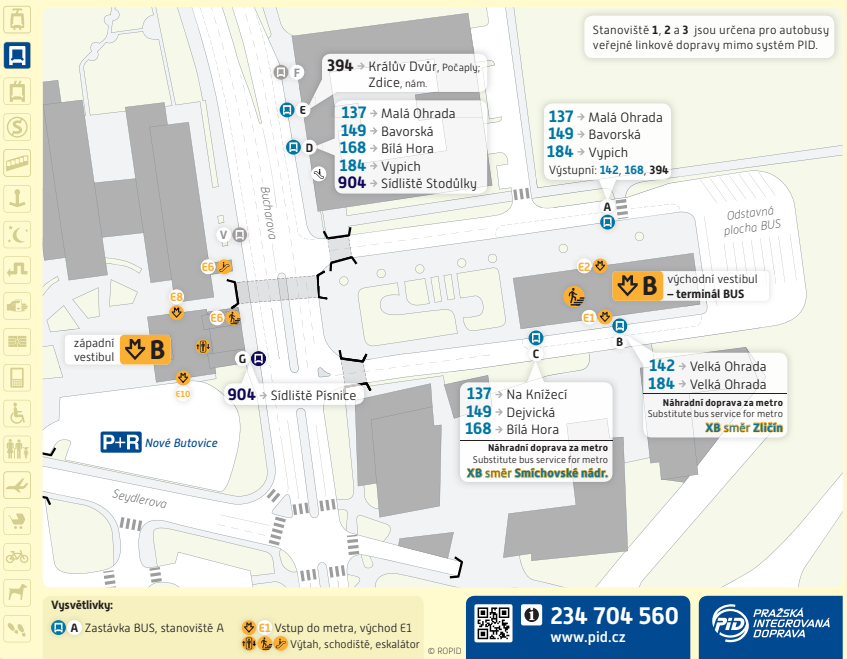 Stanoviště 1, 2 a 3 jsou určena pro autobusy
veřejné linkové dopravy mimo systém PID.
F
394 → Králův Dvůr, Počaply;
Zdice, nám.
E
D
137 → Malá Ohrada
149 → Bavorská
168 → Bílá Hora
184 → Vypich
904 → Sídliště Stodůlky
137 → Malá Ohrada
149 → Bavorská
184 → Vypich
Výstupní: 142, 168, 394
A
Bucharova
Odstavná
plocha BUS
V
E6
E2
B
východní vestibul
– terminál BUS
E8
E6
E1
B
západní
vestibul
B
G
C
E10
904 → Sídliště Písnice
142 → Velká Ohrada
184 → Velká Ohrada
Náhradní doprava za metro
Substitute bus service for metro
XB směr Zličín
137 → Na Knížecí
149 → Dejvická
168 → Bílá Hora
Náhradní doprava za metro
Substitute bus service for metro
XB směr Smíchovské nádr.
P+R Nové Butovice
Seydlerova
Vysvětlivky:
A Zastávka BUS, stanoviště A
E1 Vstup do metra, východ E1
Výtah, schodiště, eskalátor
© ROPID
234 704 560
www.pid.cz
PID
PRAŽSKÁ
INTEGROVANÁ
DOPRAVA